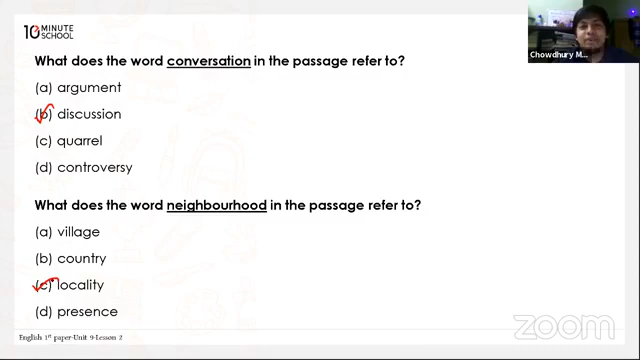 10 MINUTE
SCHOOL
Chowdhury M...
What does the word conversation in the passage refer to?
(a) argument
(b) discussion
(c) quarrel
(d) controversy
What does the word neighbourhood in the passage refer to?
(a) village
(b) country
(c) locality
(d) presence
English 1st paper-Unit 9-Lesson 2
zoom